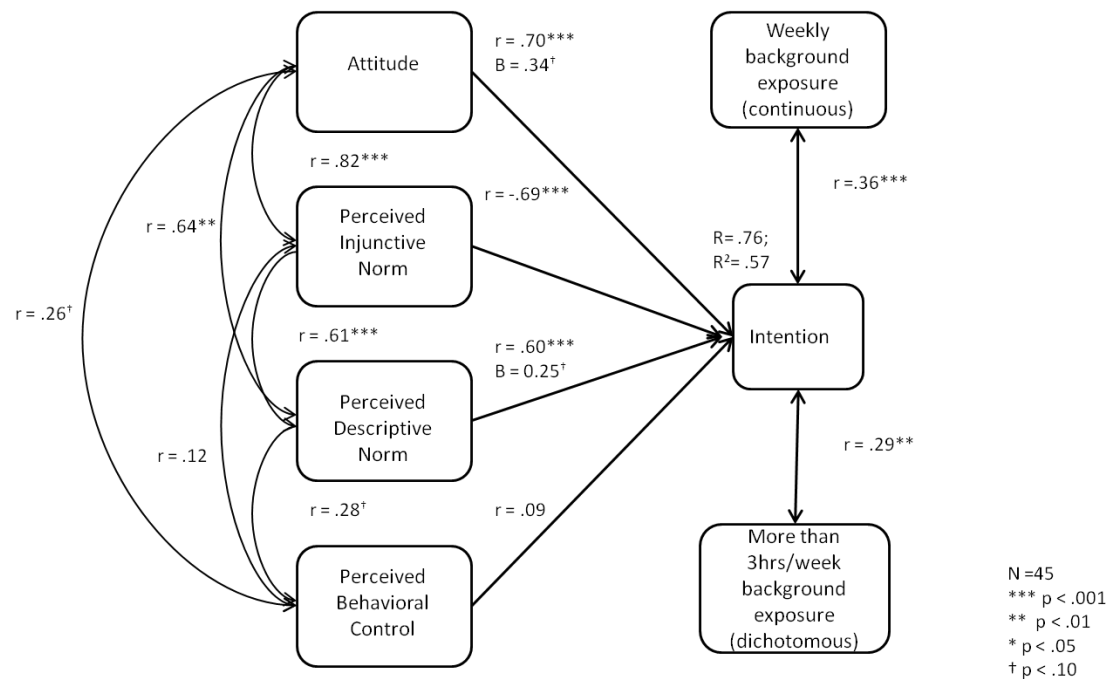 Attitude
r = .70***
B = .34†
Weekly
background
exposure
(continuous)
r = .82***
r = .64**
Perceived
Injunctive
Norm
r = -.69***
r =.36***
R= .76;
R²= .57
r = .26†
Intention
r = .61***
r = .60***
B = 0.25†
Perceived
Descriptive
Norm
r = .12
r = .29**
r = .28†
r = .09
Perceived
Behavioral
Control
More than
3hrs/week
background
exposure
(dichotomous)
N =45
*** p < .001
** p < .01
* p < .05
† p < .10